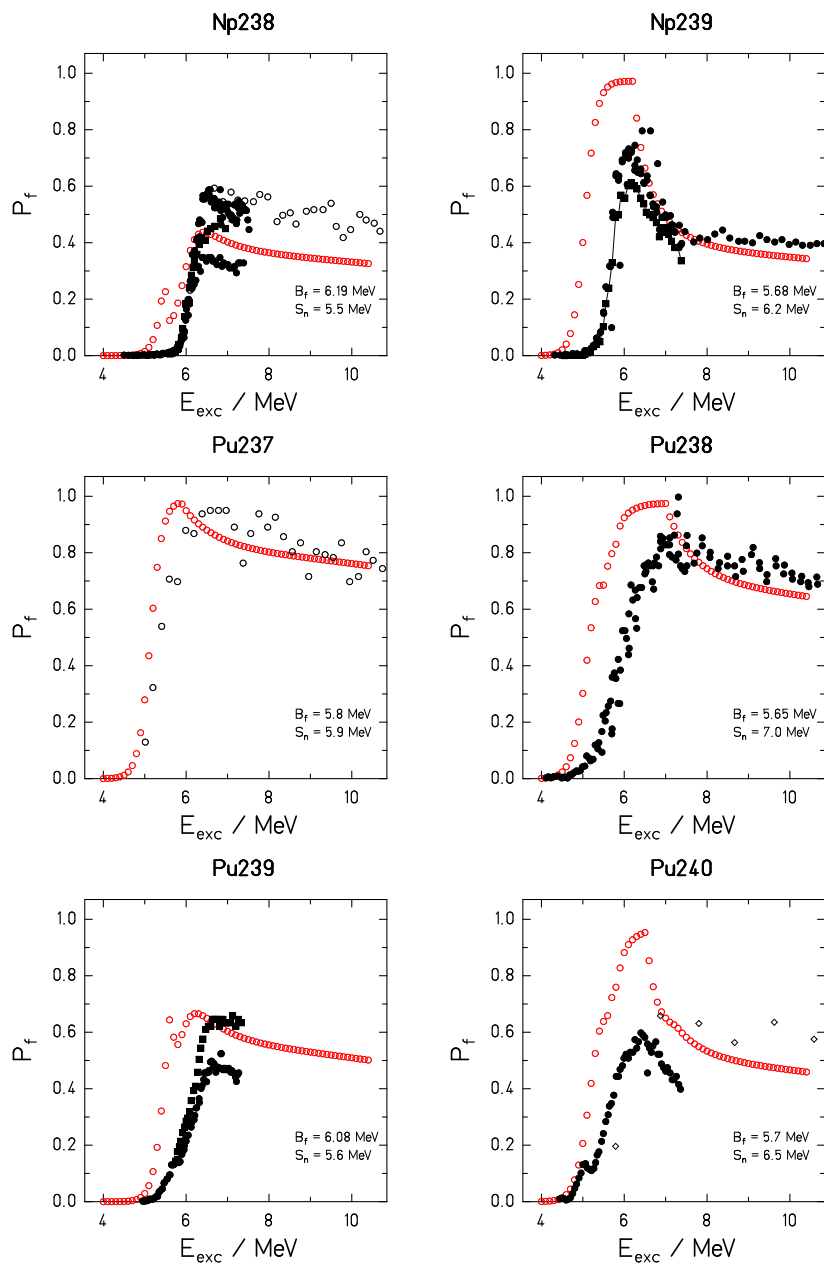 Np238
Np239
1.0
0.8
0.6
0.4
0.2
0.0
P_f
B_f = 6.19 MeV
S_n = 5.5 MeV
4 6 8 10
E_exc / MeV
1.0
0.8
0.6
0.4
0.2
0.0
P_f
B_f = 5.68 MeV
S_n = 6.2 MeV
4 6 8 10
E_exc / MeV
Pu237
Pu238
1.0
0.8
0.6
0.4
0.2
0.0
P_f
B_f = 5.8 MeV
S_n = 5.9 MeV
4 6 8 10
E_exc / MeV
1.0
0.8
0.6
0.4
0.2
0.0
P_f
B_f = 5.65 MeV
S_n = 7.0 MeV
4 6 8 10
E_exc / MeV
Pu239
Pu240
1.0
0.8
0.6
0.4
0.2
0.0
P_f
B_f = 6.08 MeV
S_n = 5.6 MeV
4 6 8 10
E_exc / MeV
1.0
0.8
0.6
0.4
0.2
0.0
P_f
B_f = 5.7 MeV
S_n = 6.5 MeV
4 6 8 10
E_exc / MeV